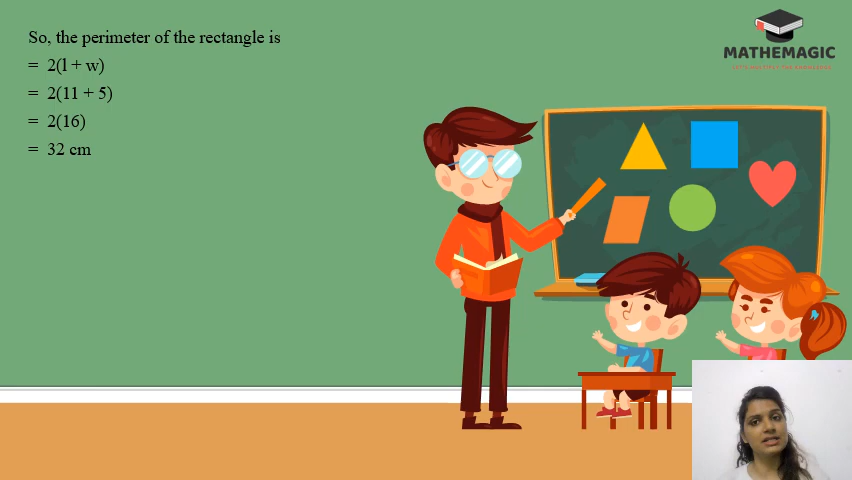 So, the perimeter of the rectangle is
= 2(l + w)
= 2(11 + 5)
= 2(16)
= 32 cm
MATHEMAGIC